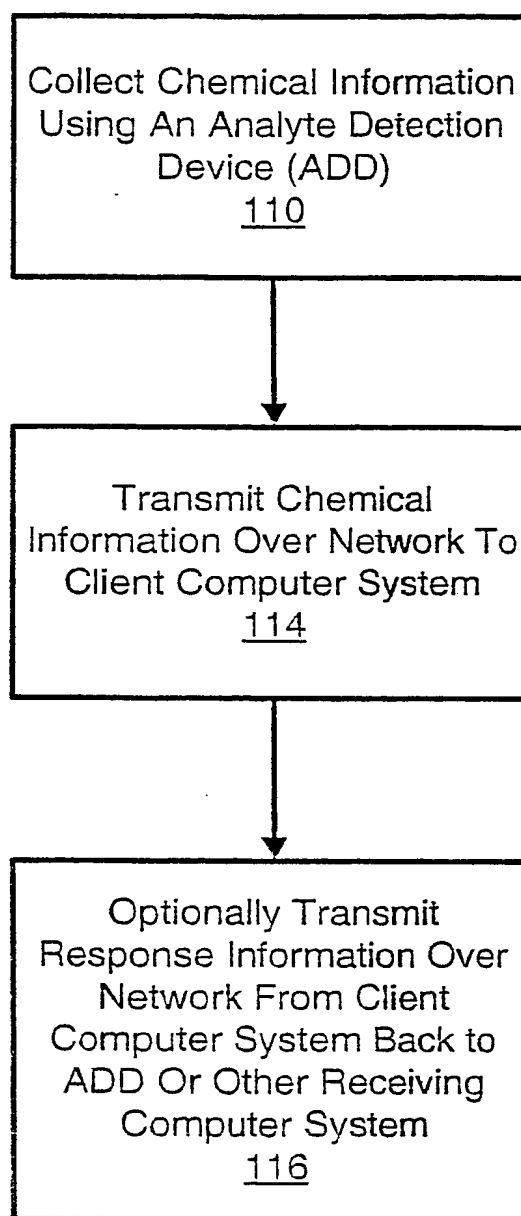 Collect Chemical Information
Using An Analyte Detection
Device (ADD)
110
Transmit Chemical
Information Over Network To
Client Computer System
114
Optionally Transmit
Response Information Over
Network From Client
Computer System Back to
ADD Or Other Receiving
Computer System
116